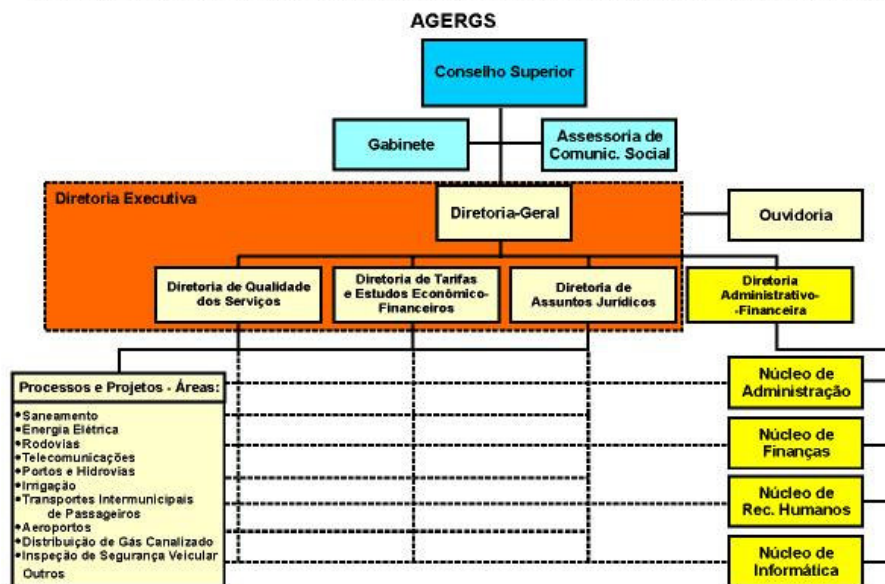 AGERGS
Conselho Superior
Gabinete
Assessoria de
Comunic. Social
Diretoria Executiva
Diretoria-Geral
Ouvidoria
Diretoria de Qualidade
dos Serviços
Diretoria de Tarifas
e Estudos Econômico-
Financeiros
Diretoria de
Assuntos Jurídicos
Diretoria
Administrativo-
-Financeira
Processos e Projetos - Áreas:
•Saneamento
•Energia Elétrica
•Rodovias
•Telecomunicações
•Portos e Hidrovias
•Irrigação
•Transportes Intermunicipais
de Passageiros
•Aeroportos
•Distribuição de Gás Canalizado
•Inspeção de Segurança Veicular
Outros
Núcleo de
Administração
Núcleo de
Finanças
Núcleo de
Rec. Humanos
Núcleo de
Informática